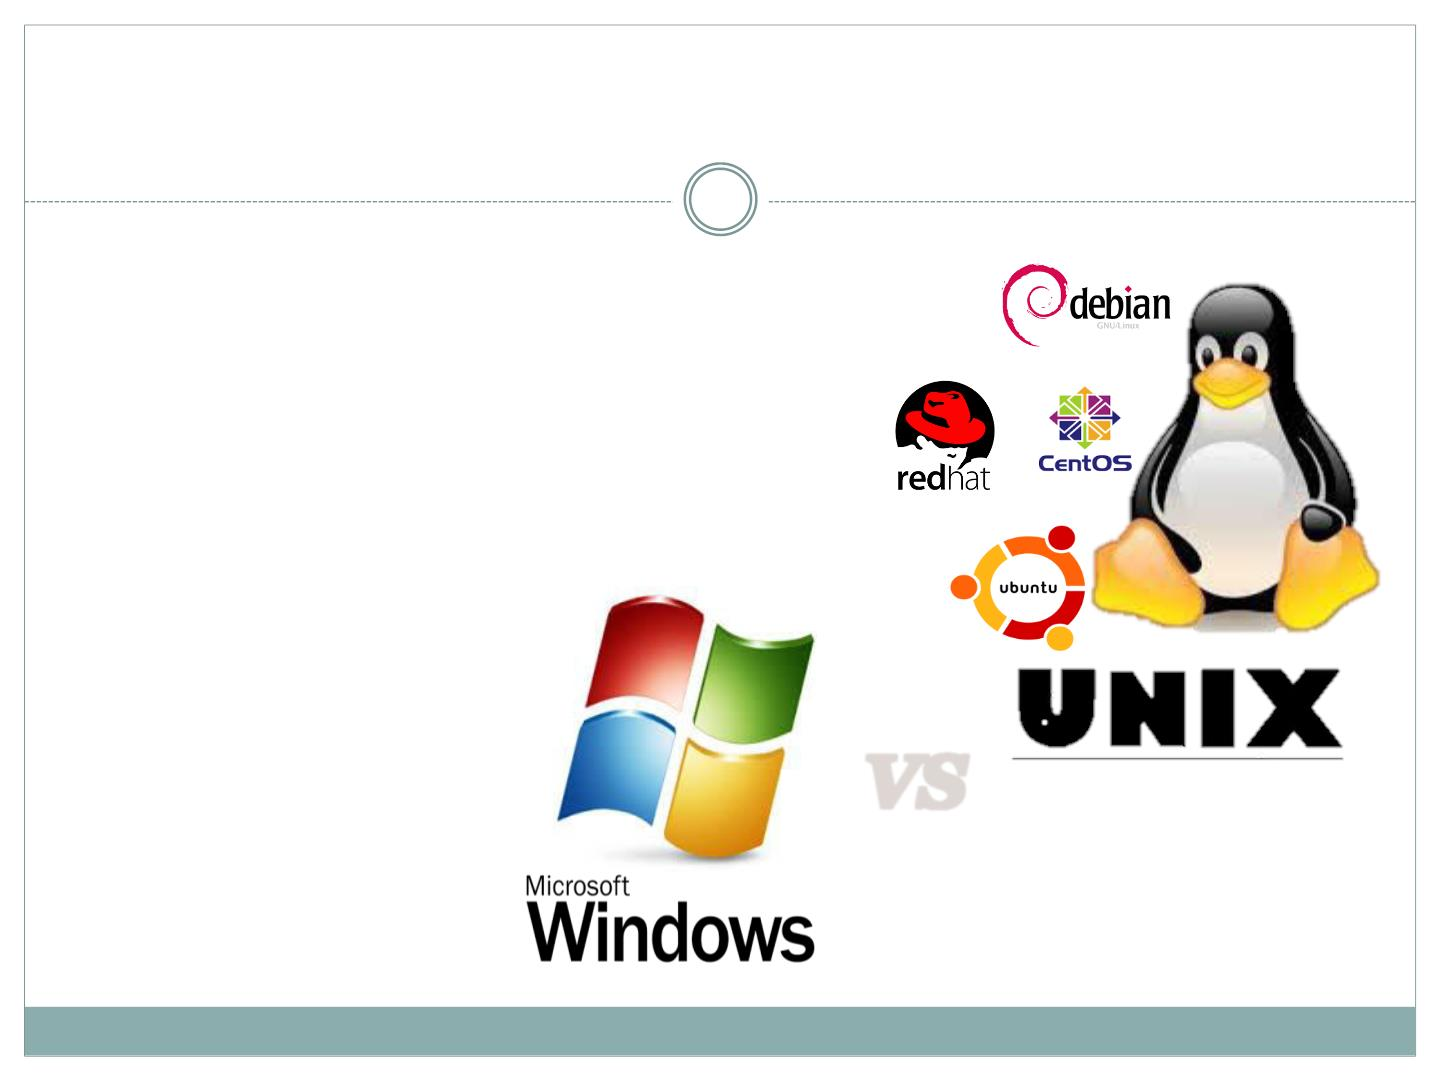 debian
GNU/Linux
redhat
CentOS
ubuntu
UNIX
vs
Microsoft
Windows